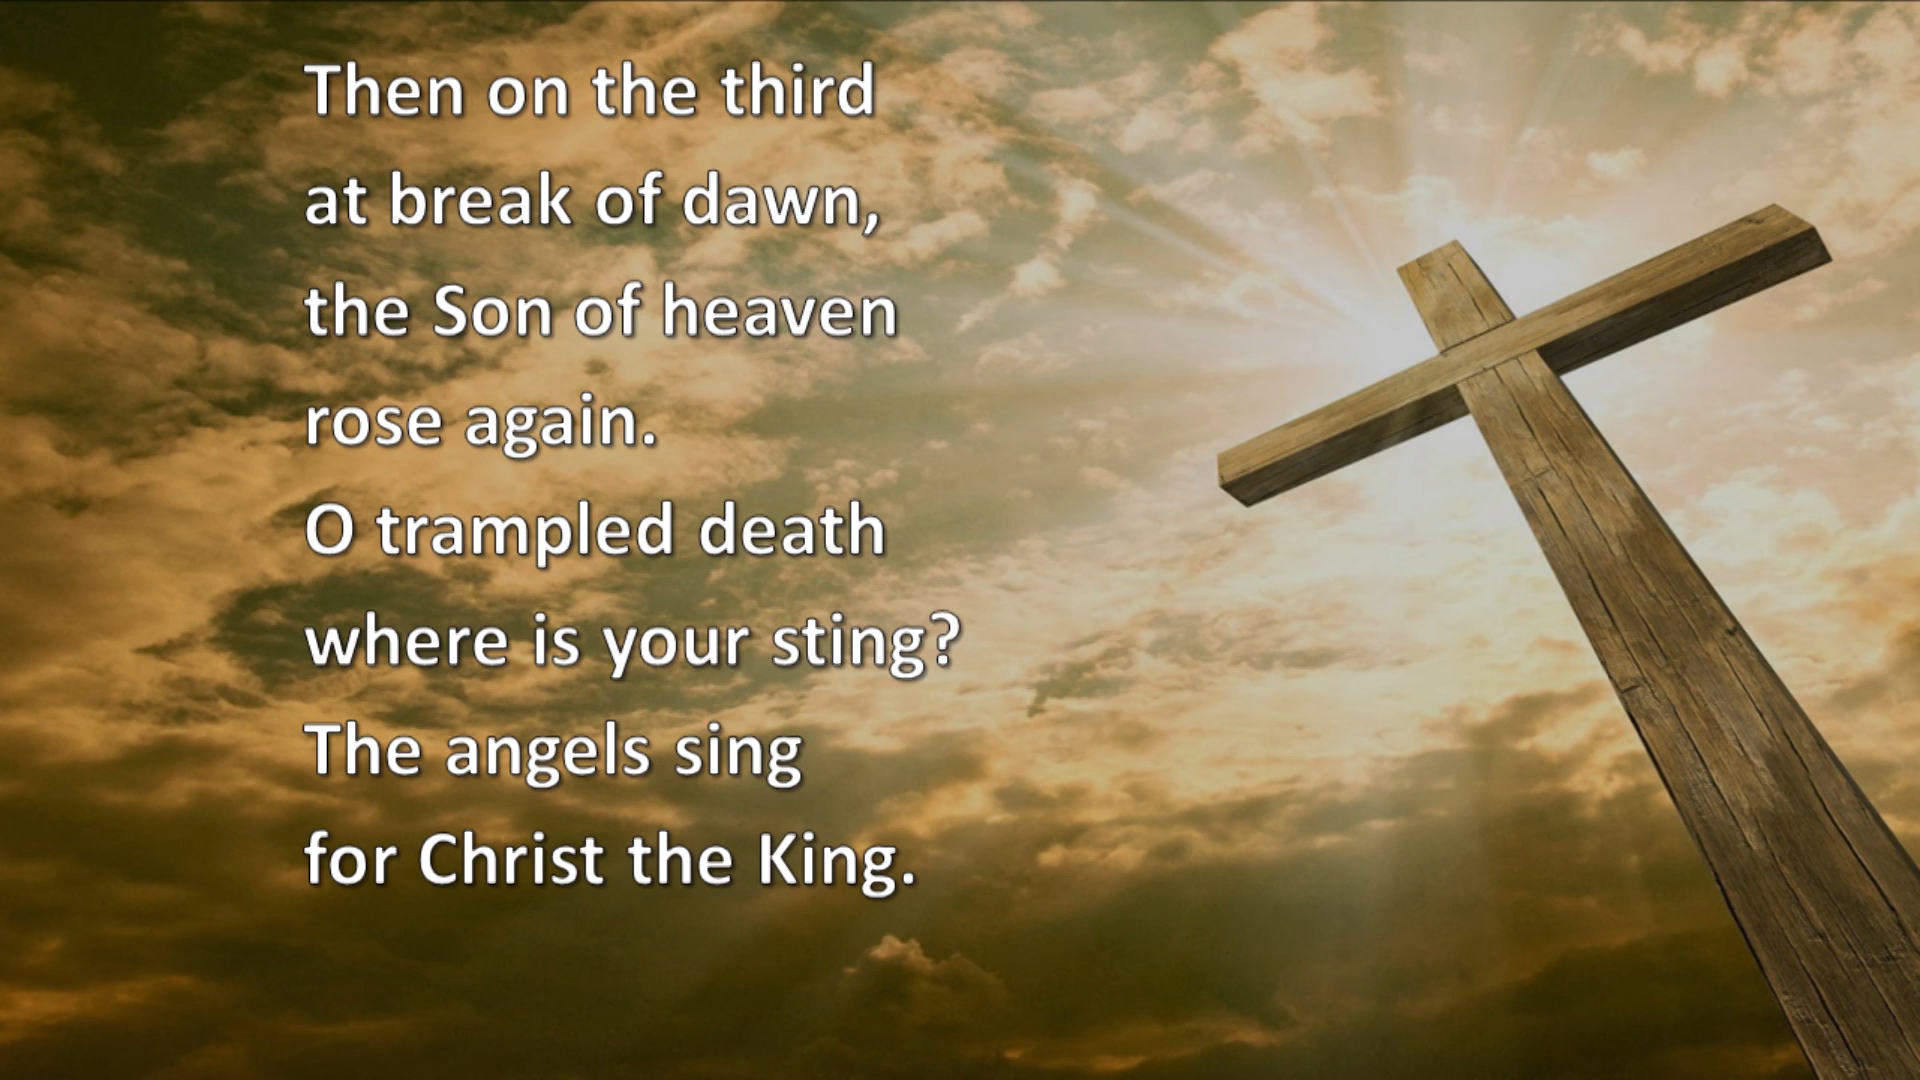 Then on the third
at break of dawn,
the Son of heaven
rose again.
O trampled death
where is your sting?
The angels sing
for Christ the King.